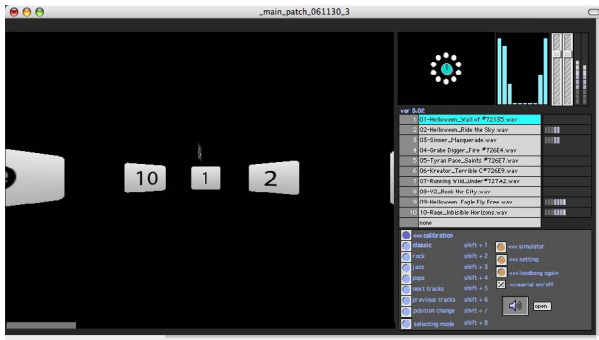 _main_patch_061130_3
9
10
1
2
ver 5.02
1 01-Helloween_Wall of #72135.wav
2 02-Helloween_Ride the Sky.wav
3 03-Sinner_Masquerade.wav
4 04-Grabe Digger_Fire #726E4.wav
5 05-Tyran Pace_Saints #726E7.wav
6 06-Kreator_Terrible C#726E9.wav
7 07-Running Wild_Under#727A2.wav
8 08-V2_Rock the City.wav
9 09-Helloween_Eagle Fly Free.wav
10 10-Rage_Inbisible Horizons.wav
none
<<<calibration
classic shift + 1
rock shift + 2
jazz shift + 3
pops shift + 4
next tracks shift + 5
previous tracks shift + 6
position change shift + 7
selecting mode shift + 8
<<< simulator
<<< setting
<<< loadbang again
<<<serial on/off
open